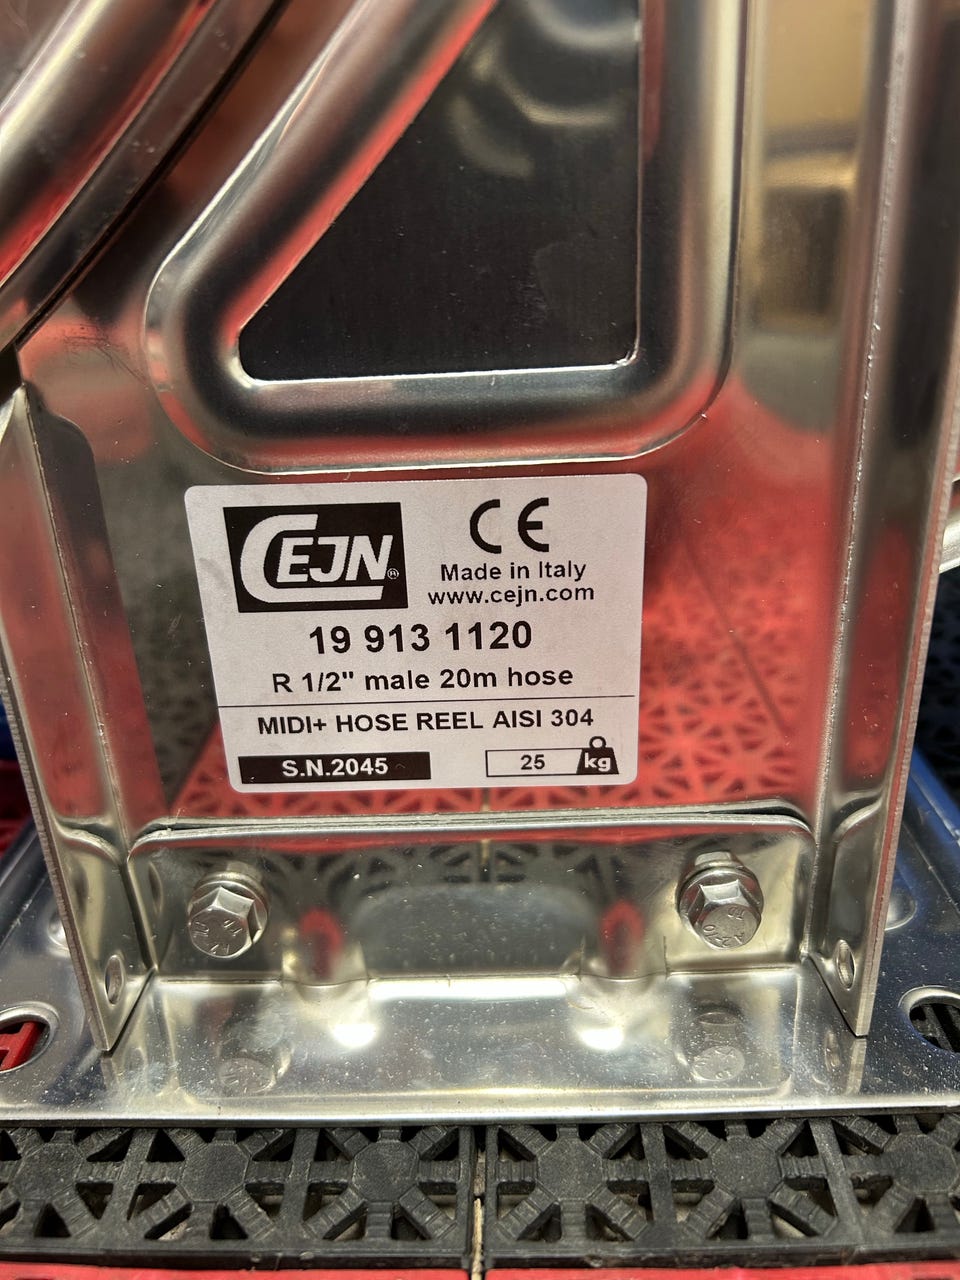 CEJN®
CE
Made in Italy
www.cejn.com
19 913 1120
R 1/2" male 20m hose
MIDI+ HOSE REEL AISI 304
S.N.2045
25 kg